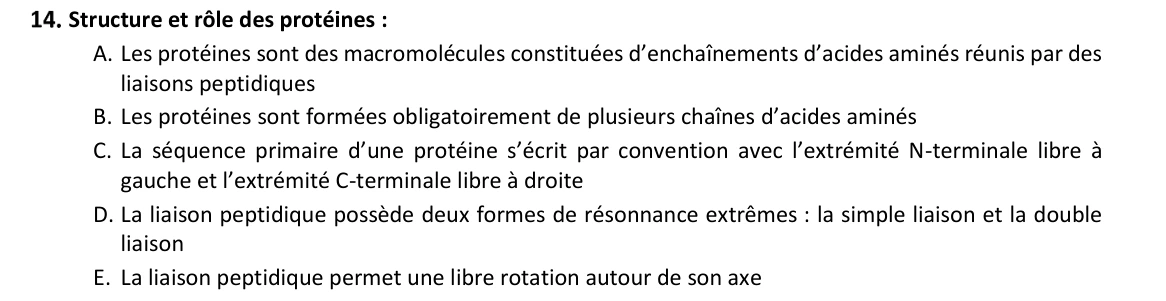 14. Structure et rôle des protéines :
A. Les protéines sont des macromolécules constituées d’enchaînements d’acides aminés réunis par des
liaisons peptidiques
B. Les protéines sont formées obligatoirement de plusieurs chaînes d’acides aminés
C. La séquence primaire d’une protéine s’écrit par convention avec l’extrémité N-terminale libre à
gauche et l’extrémité C-terminale libre à droite
D. La liaison peptidique possède deux formes de résonnance extrêmes : la simple liaison et la double
liaison
E. La liaison peptidique permet une libre rotation autour de son axe